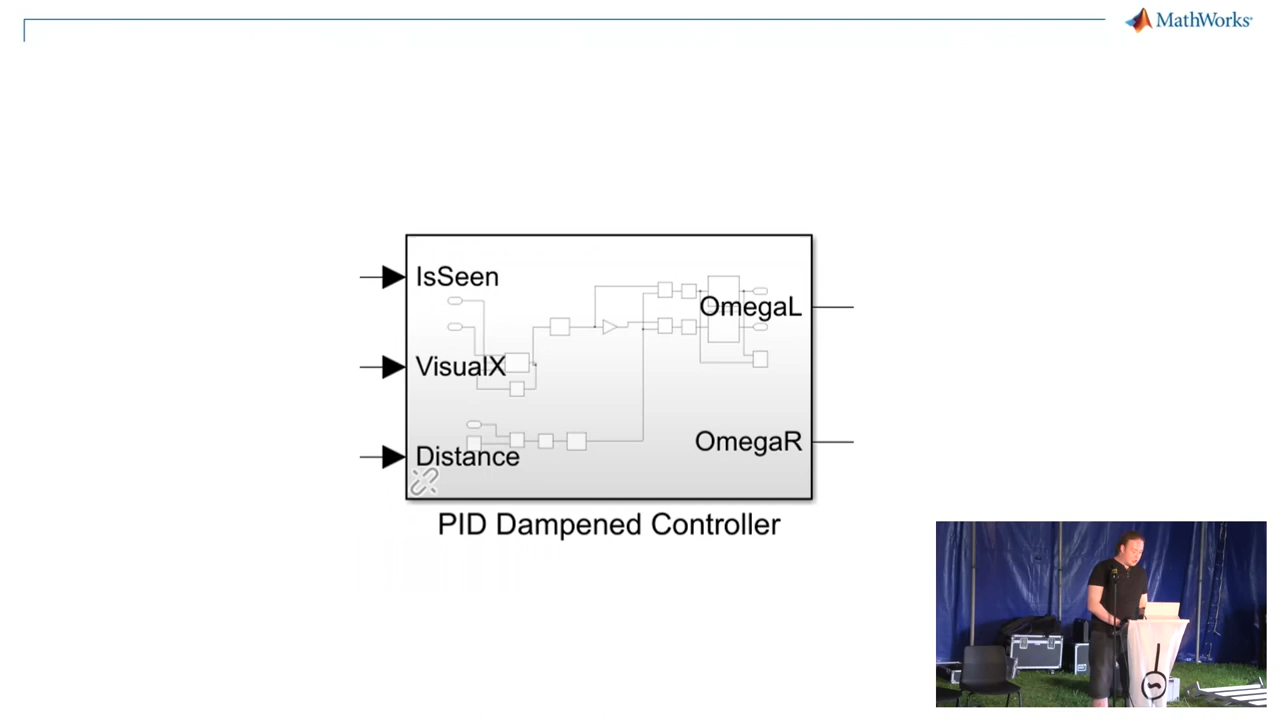 MathWorks®
IsSeen
OmegaL
VisualX
OmegaR
Distance
PID Dampened Controller